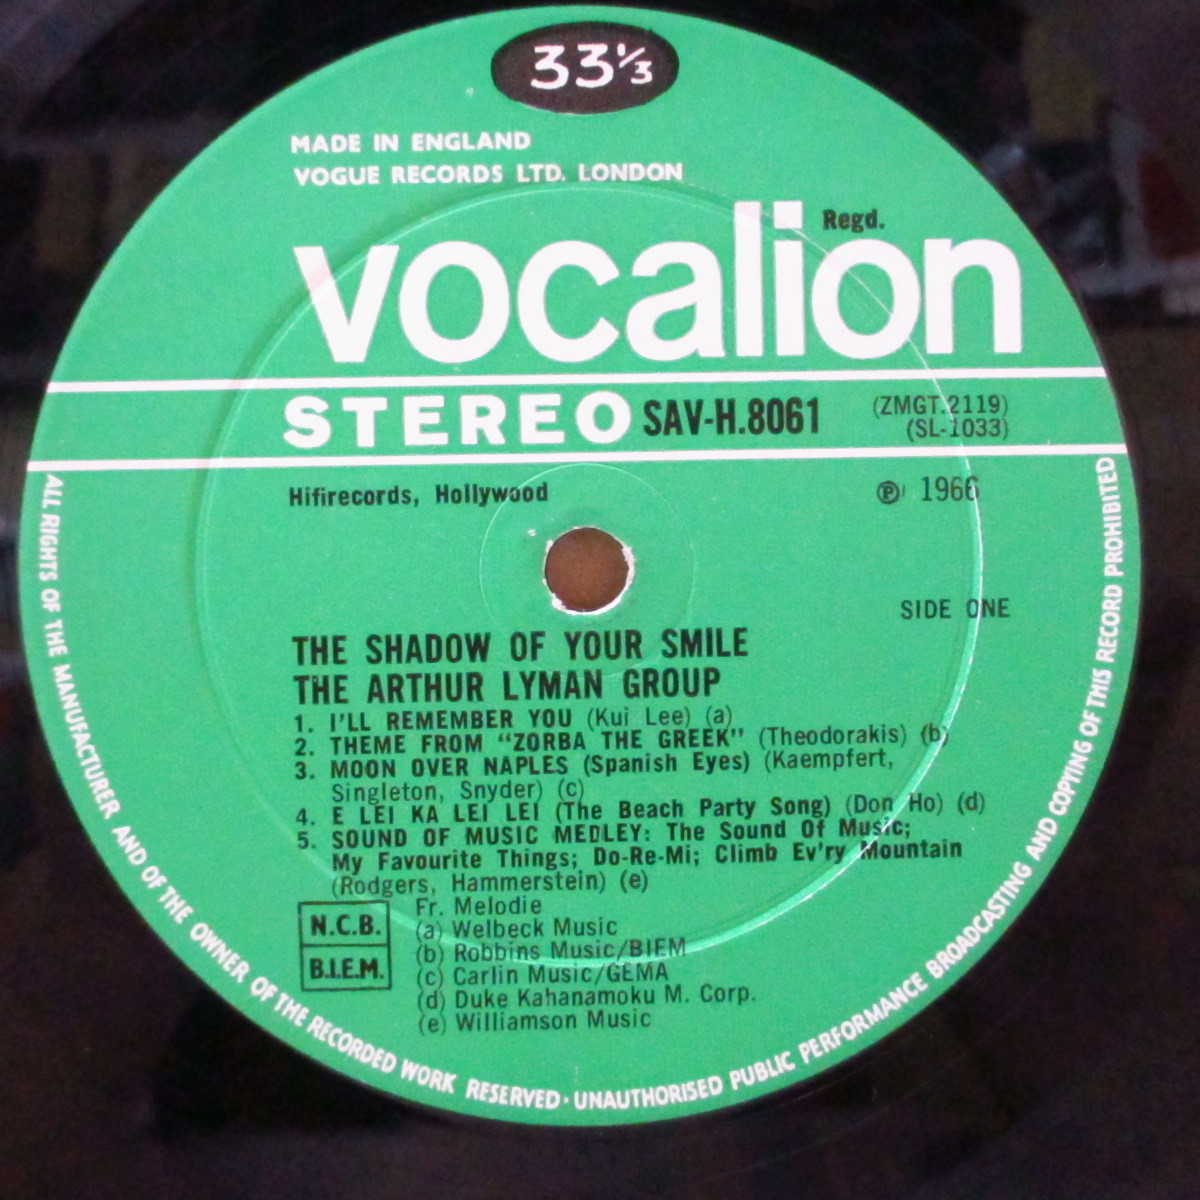 33⅓
MADE IN ENGLAND
VOGUE RECORDS LTD. LONDON
Regd.
vocalion
STEREO SAV-H.8061 (ZMGT.2119)
(SL-1033)
Hifirecords, Hollywood ℗ 1966
SIDE ONE
THE SHADOW OF YOUR SMILE
THE ARTHUR LYMAN GROUP
1. I'LL REMEMBER YOU (Kui Lee) (a)
2. THEME FROM "ZORBA THE GREEK" (Theodorakis) (b)
3. MOON OVER NAPLES (Spanish Eyes) (Kaempfert,
Singleton, Snyder) (c)
4. E LEI KA LEI LEI (The Beach Party Song) (Don Ho) (d)
5. SOUND OF MUSIC MEDLEY: The Sound Of Music;
My Favourite Things; Do-Re-Mi; Climb Ev'ry Mountain
(Rodgers, Hammerstein) (e)
Fr. Melodie
N.C.B.
B.I.E.M.
(a) Welbeck Music
(b) Robbins Music/BIEM
(c) Carlin Music/GEMA
(d) Duke Kahanamoku M. Corp.
(e) Williamson Music
ALL RIGHTS OF THE MANUFACTURER AND OF THE OWNER OF THE RECORDED WORK RESERVED · UNAUTHORISED PUBLIC PERFORMANCE BROADCASTING AND COPYING OF THIS RECORD PROHIBITED